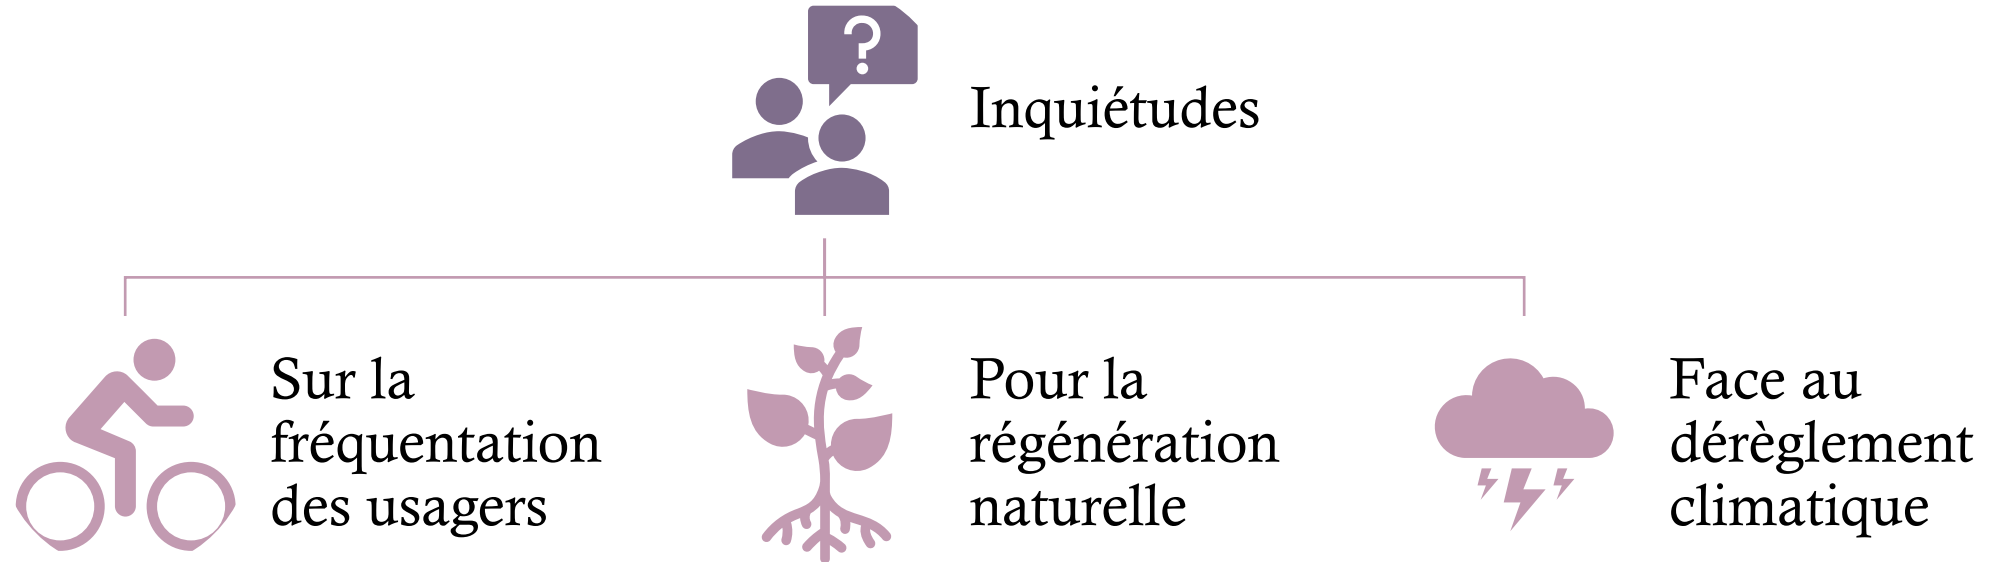 ?
Inquiétudes
Sur la
fréquentation
des usagers
Pour la
régénération
naturelle
Face au
dérèglement
climatique